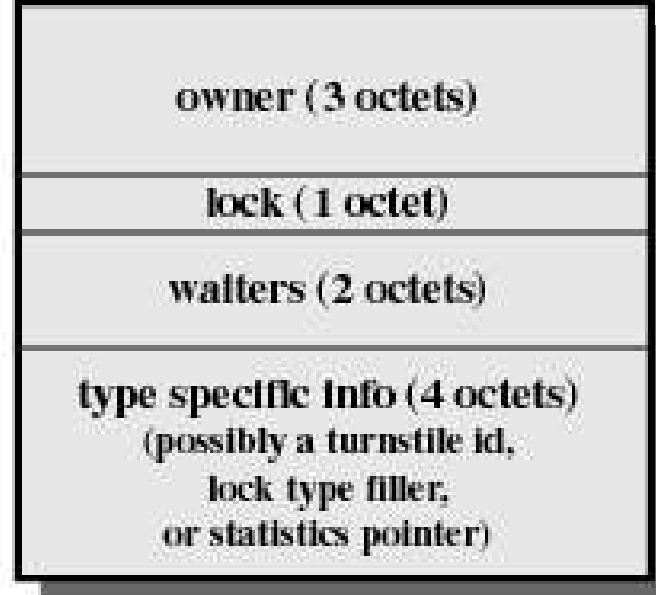 owner (3 octets)
lock (1 octet)
waiters (2 octets)
type specific info (4 octets)
(possibly a turnstile id,
lock type filler,
or statistics pointer)